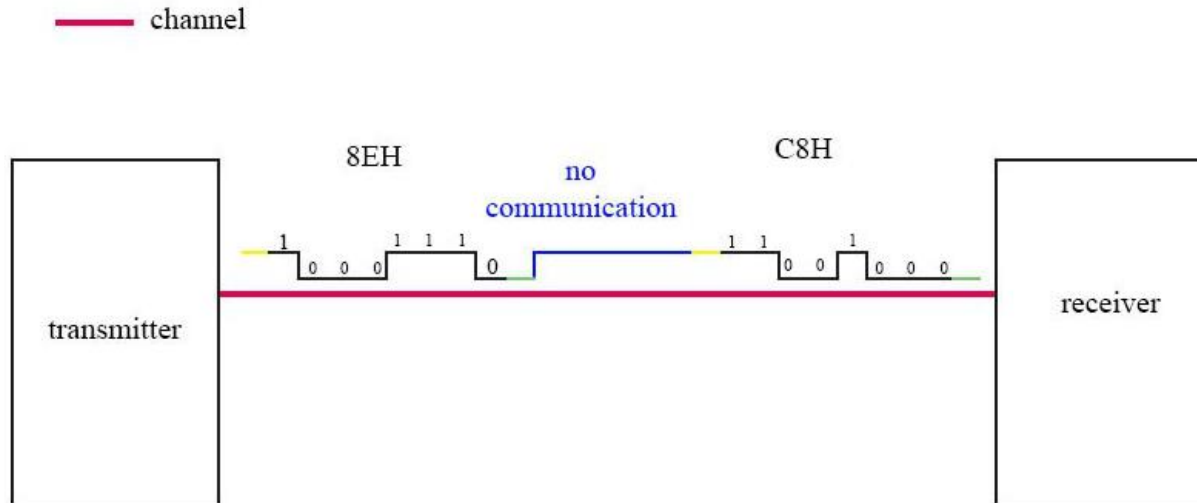 channel
8EH
C8H
no
communication
1 0 0 0 1 1 1 0
1 1 0 0 1 0 0 0
transmitter
receiver